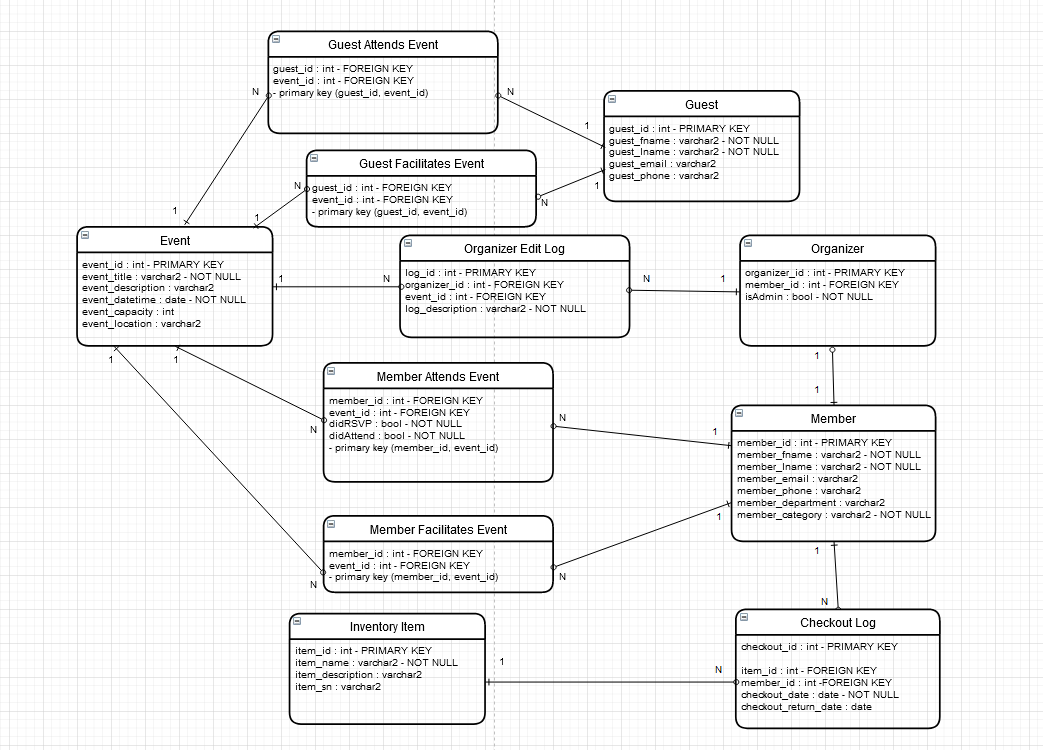 Guest Attends Event
guest_id : int - FOREIGN KEY
event_id : int - FOREIGN KEY
- primary key (guest_id, event_id)
N
N
1
Guest
guest_id : int - PRIMARY KEY
guest_fname : varchar2 - NOT NULL
guest_lname : varchar2 - NOT NULL
guest_email : varchar2
guest_phone : varchar2
Guest Facilitates Event
guest_id : int - FOREIGN KEY
event_id : int - FOREIGN KEY
- primary key (guest_id, event_id)
N
N
1
1
1
Event
event_id : int - PRIMARY KEY
event_title : varchar2 - NOT NULL
event_description : varchar2
event_datetime : date - NOT NULL
event_capacity : int
event_location : varchar2
1
N
Organizer Edit Log
log_id : int - PRIMARY KEY
organizer_id : int - FOREIGN KEY
event_id : int - FOREIGN KEY
log_description : varchar2 - NOT NULL
N
1
Organizer
organizer_id : int - PRIMARY KEY
member_id : int - FOREIGN KEY
isAdmin : bool - NOT NULL
1
1
1
1
Member Attends Event
member_id : int - FOREIGN KEY
event_id : int - FOREIGN KEY
didRSVP : bool - NOT NULL
didAttend : bool - NOT NULL
- primary key (member_id, event_id)
N
N
1
Member
member_id : int - PRIMARY KEY
member_fname : varchar2 - NOT NULL
member_lname : varchar2 - NOT NULL
member_email : varchar2
member_phone : varchar2
member_department : varchar2
member_category : varchar2 - NOT NULL
1
Member Facilitates Event
member_id : int - FOREIGN KEY
event_id : int - FOREIGN KEY
- primary key (member_id, event_id)
N
N
1
N
Inventory Item
item_id : int - PRIMARY KEY
item_name : varchar2 - NOT NULL
item_description : varchar2
item_sn : varchar2
1
N
Checkout Log
checkout_id : int - PRIMARY KEY
item_id : int - FOREIGN KEY
member_id : int -FOREIGN KEY
checkout_date : date - NOT NULL
checkout_return_date : date